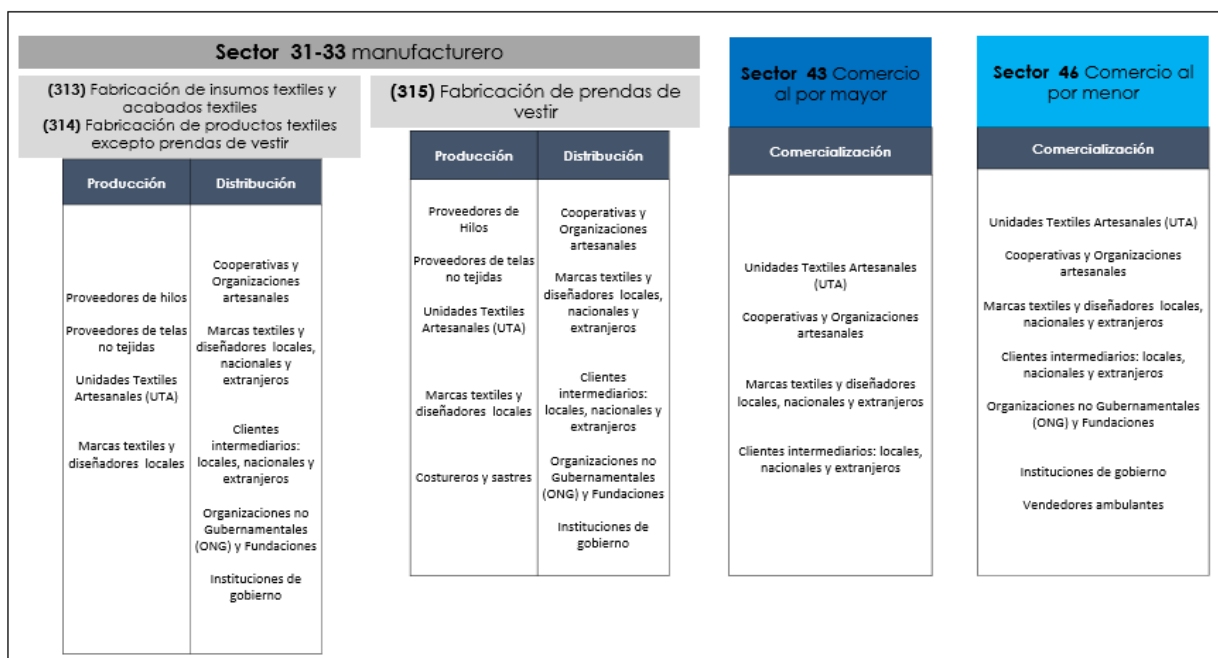 Sector 31-33 manufacturero
(313) Fabricación de insumos textiles y
acabados textiles
(314) Fabricación de productos textiles
excepto prendas de vestir
Producción
Distribución
Proveedores de hilos
Proveedores de telas
no tejidas
Unidades Textiles
Artesanales (UTA)
Marcas textiles y
diseñadores locales
Cooperativas y
Organizaciones
artesanales
Marcas textiles y
diseñadores locales,
nacionales y
extranjeros
Clientes
intermediarios:
locales, nacionales y
extranjeros
Organizaciones no
Gubernamentales
(ONG) y Fundaciones
Instituciones de
gobierno
(315) Fabricación de prendas de
vestir
Producción
Distribución
Proveedores de
Hilos
Proveedores de telas
no tejidas
Unidades Textiles
Artesanales (UTA)
Marcas textiles y
diseñadores locales
Costureros y sastres
Cooperativas y
Organizaciones
artesanales
Marcas textiles y
diseñadores locales,
nacionales y
extranjeros
Clientes
intermediarios:
locales, nacionales y
extranjeros
Organizaciones no
Gubernamentales
(ONG) y Fundaciones
Instituciones de
gobierno
Sector 43 Comercio
al por mayor
Comercialización
Unidades Textiles Artesanales
(UTA)
Cooperativas y Organizaciones
artesanales
Marcas textiles y diseñadores
locales, nacionales y extranjeros
Clientes intermediarios: locales,
nacionales y extranjeros
Sector 46 Comercio al
por menor
Comercialización
Unidades Textiles Artesanales (UTA)
Cooperativas y Organizaciones
artesanales
Marcas textiles y diseñadores locales,
nacionales y extranjeros
Clientes intermediarios: locales,
nacionales y extranjeros
Organizaciones no Gubernamentales
(ONG) y Fundaciones
Instituciones de gobierno
Vendedores ambulantes